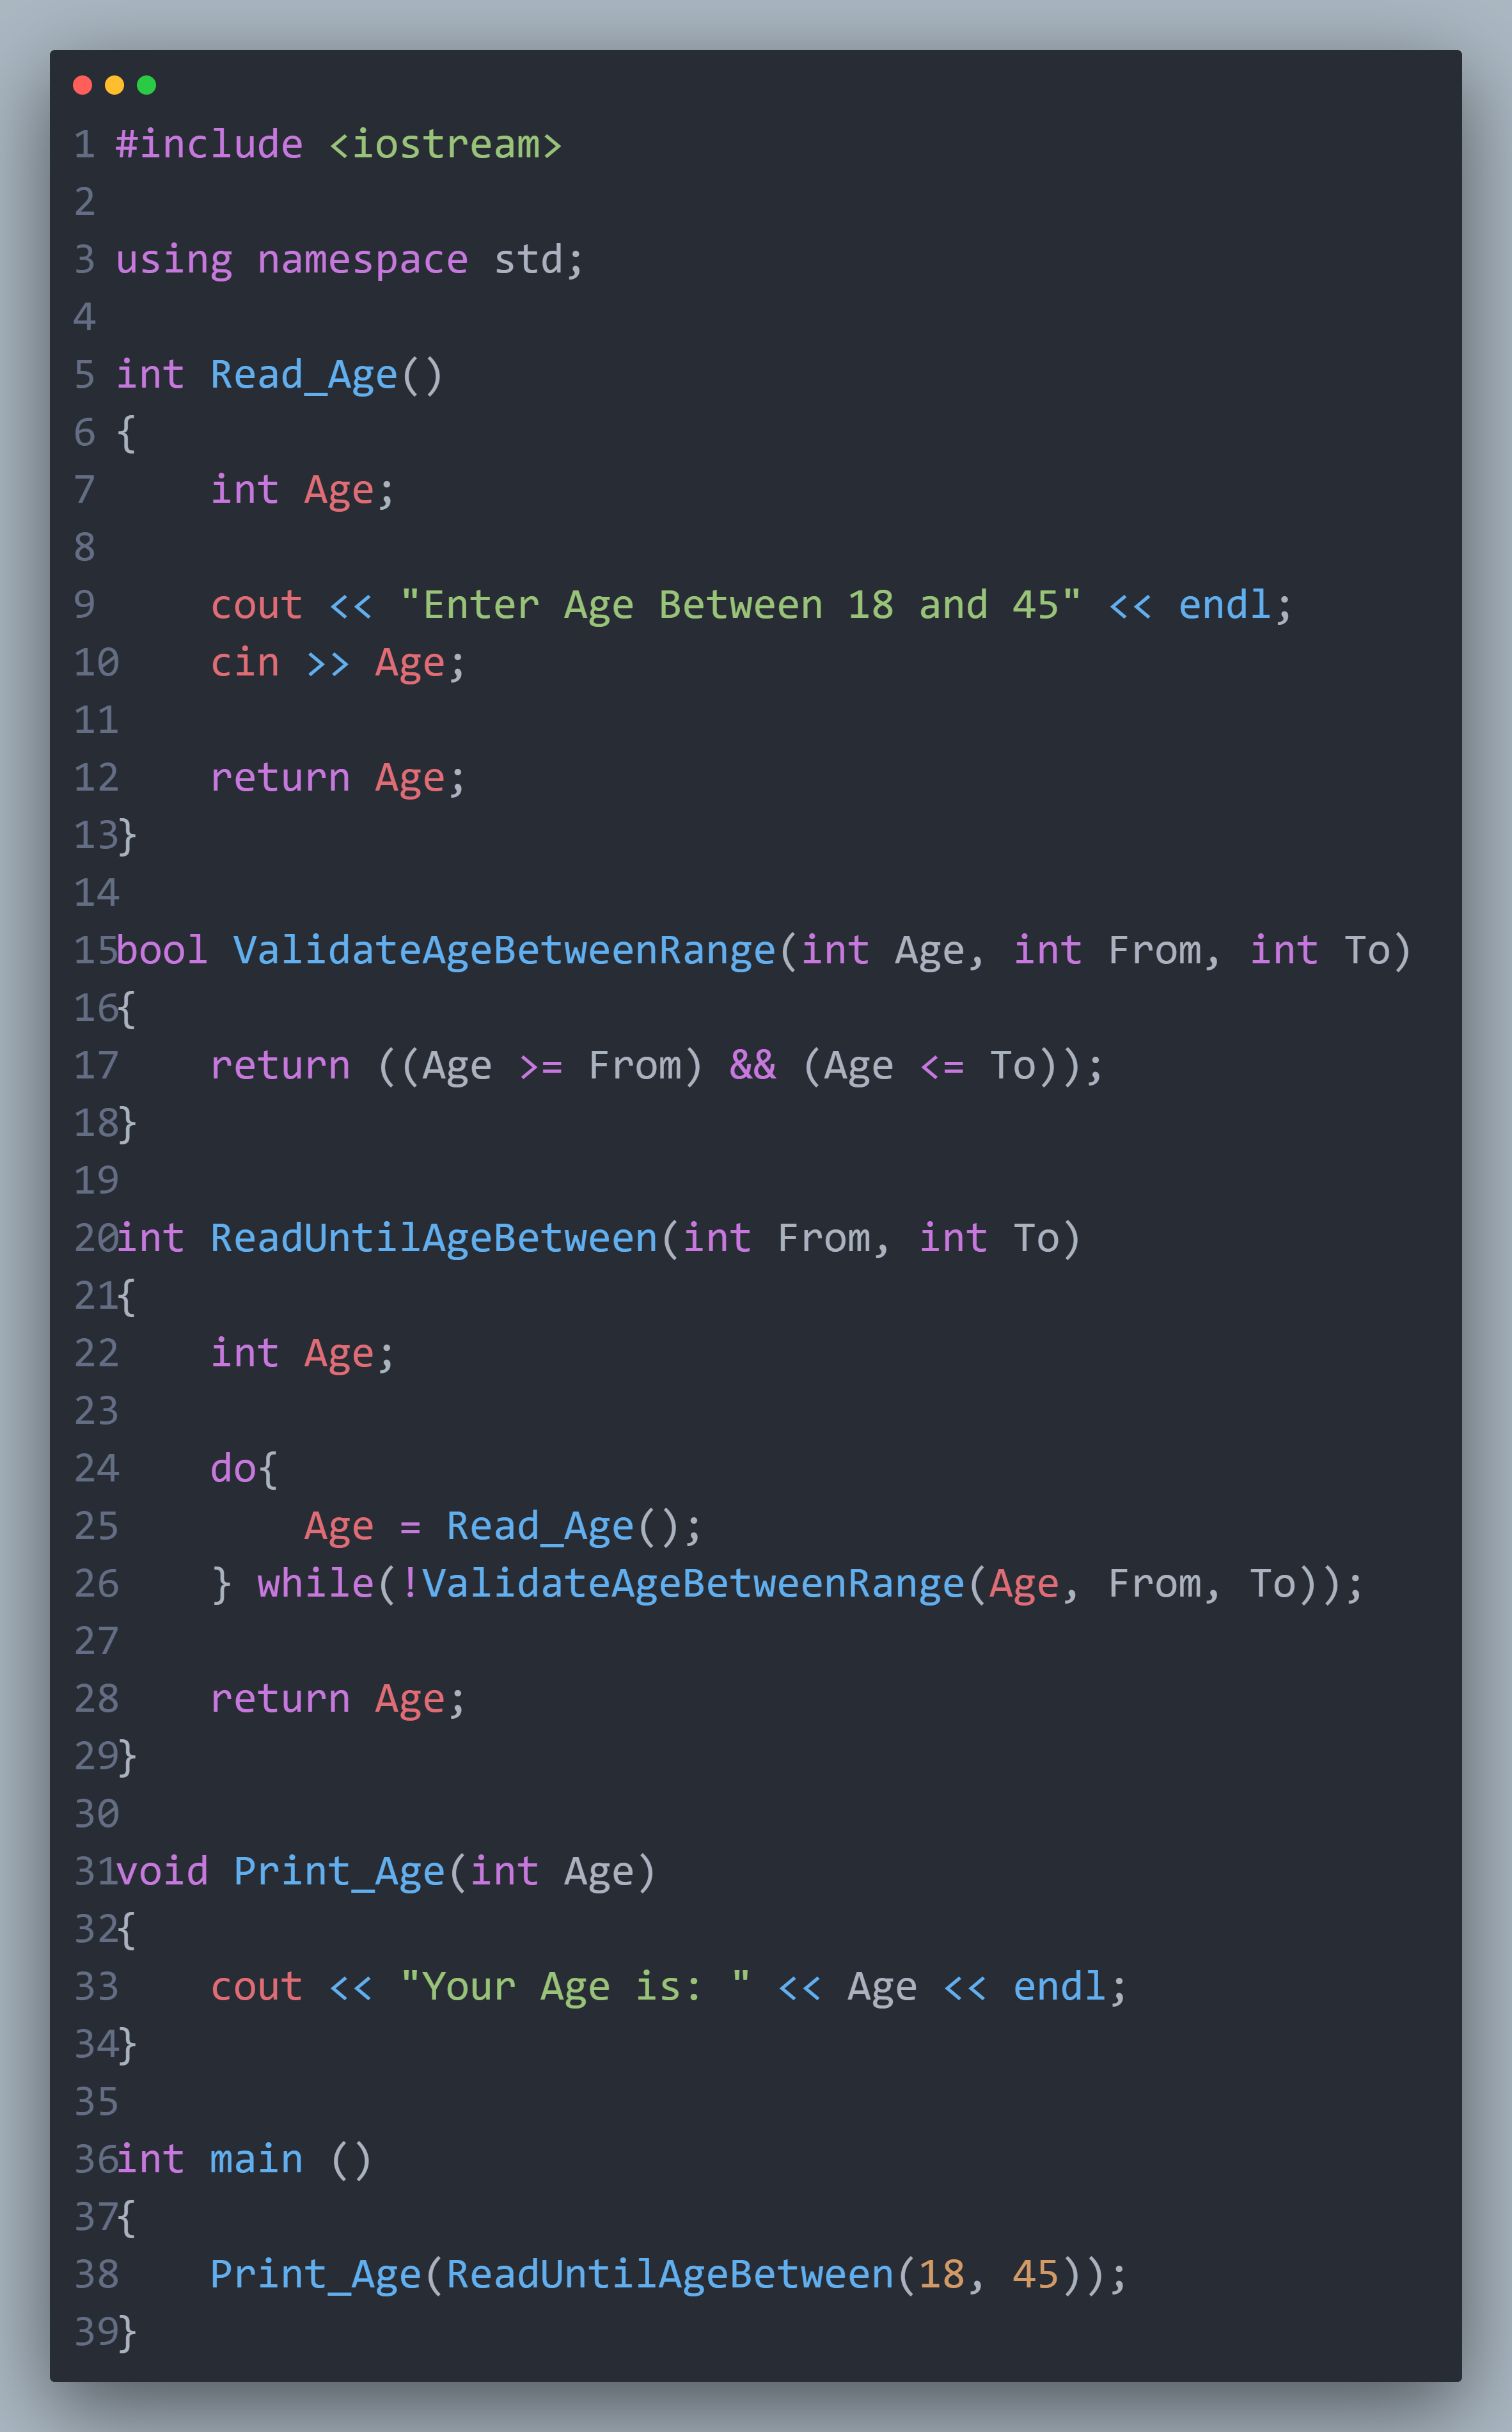 1 #include <iostream>
2
3 using namespace std;
4
5 int Read_Age()
6 {
7     int Age;
8
9     cout << "Enter Age Between 18 and 45" << endl;
10    cin >> Age;
11
12    return Age;
13}
14
15bool ValidateAgeBetweenRange(int Age, int From, int To)
16{
17    return ((Age >= From) && (Age <= To));
18}
19
20int ReadUntilAgeBetween(int From, int To)
21{
22    int Age;
23
24    do{
25        Age = Read_Age();
26    } while(!ValidateAgeBetweenRange(Age, From, To));
27
28    return Age;
29}
30
31void Print_Age(int Age)
32{
33    cout << "Your Age is: " << Age << endl;
34}
35
36int main ()
37{
38    Print_Age(ReadUntilAgeBetween(18, 45));
39}